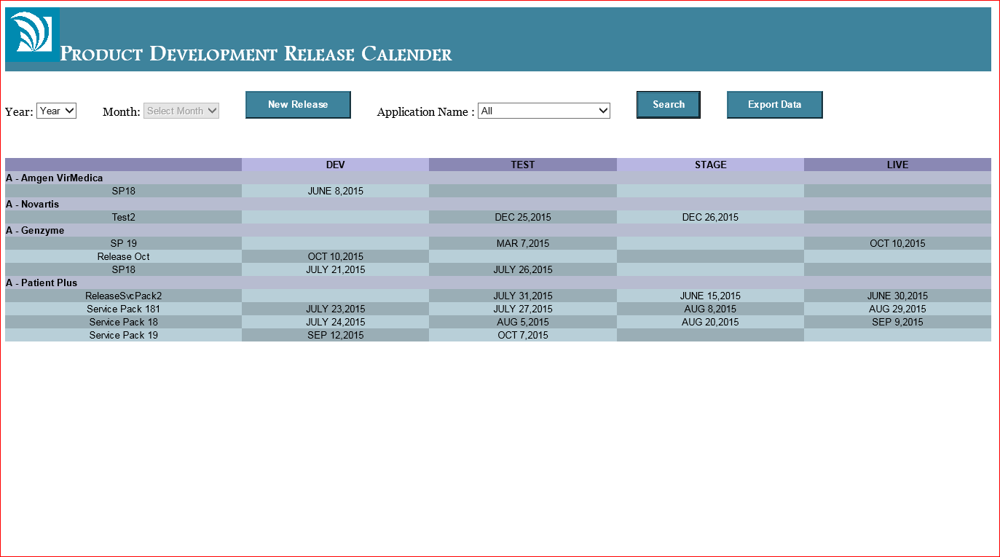 Product Development Release Calender
Year: Year Month: Select Month New Release Application Name : All Search Export Data
DEV TEST STAGE LIVE
A - Amgen VirMedica
SP18 JUNE 8,2015
A - Novartis
Test2 DEC 25,2015 DEC 26,2015
A - Genzyme
SP 19 MAR 7,2015 OCT 10,2015
Release Oct OCT 10,2015
SP18 JULY 21,2015 JULY 26,2015
A - Patient Plus
ReleaseSvcPack2 JULY 31,2015 JUNE 15,2015 JUNE 30,2015
Service Pack 181 JULY 23,2015 JULY 27,2015 AUG 8,2015 AUG 29,2015
Service Pack 18 JULY 24,2015 AUG 5,2015 AUG 20,2015 SEP 9,2015
Service Pack 19 SEP 12,2015 OCT 7,2015